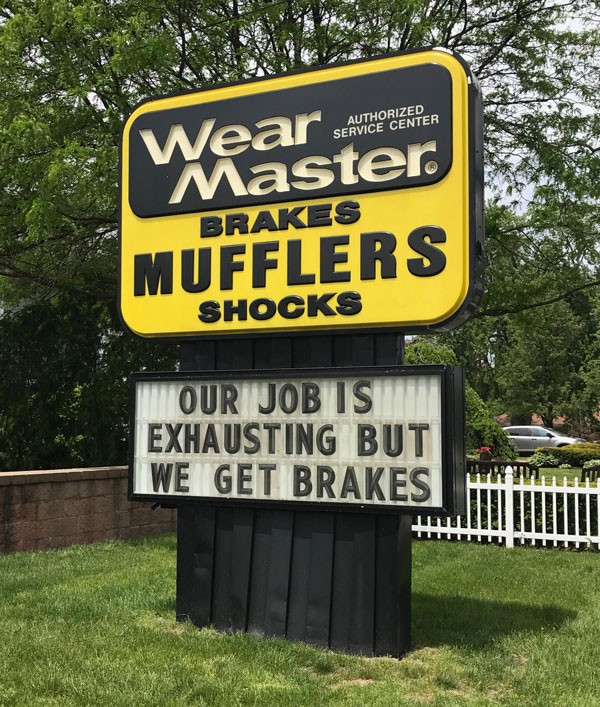 Wear
AUTHORIZED
SERVICE CENTER
Master®
BRAKES
MUFFLERS
SHOCKS
OUR JOB IS
EXHAUSTING BUT
WE GET BRAKES